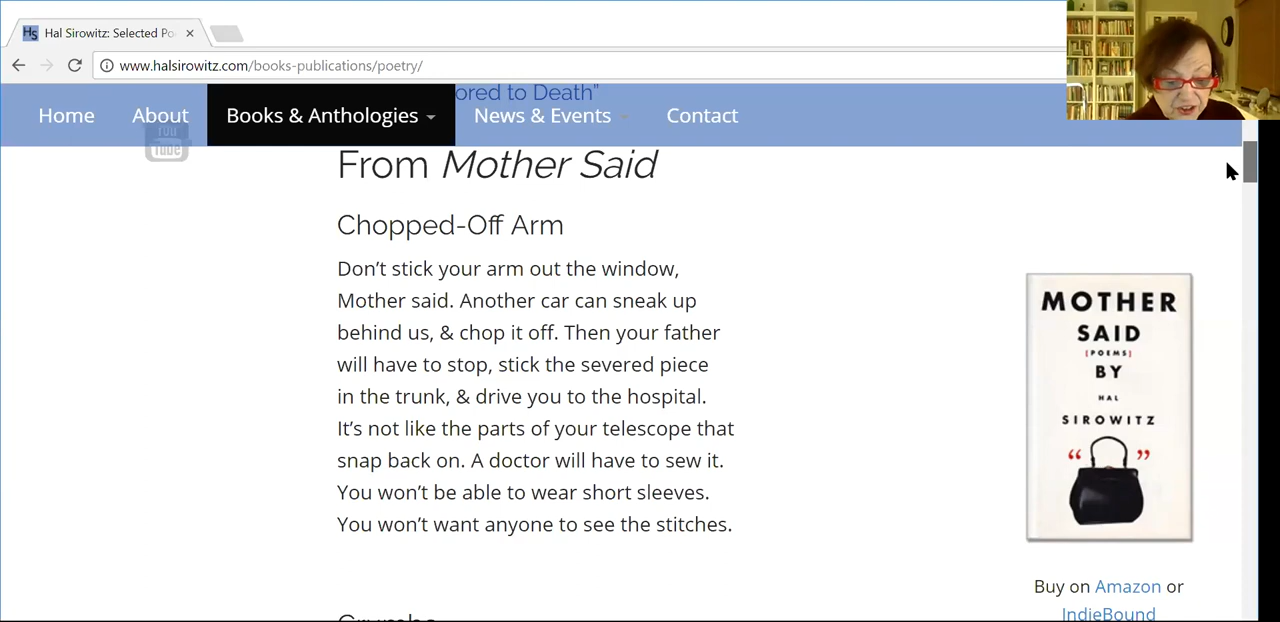 Hal Sirowitz: Selected Po
www.halsirowitz.com/books-publications/poetry/
ored to Death"
Home About Books & Anthologies News & Events Contact
You
Tube
From Mother Said
Chopped-Off Arm
Don't stick your arm out the window,
Mother said. Another car can sneak up
behind us, & chop it off. Then your father
will have to stop, stick the severed piece
in the trunk, & drive you to the hospital.
It's not like the parts of your telescope that
snap back on. A doctor will have to sew it.
You won't be able to wear short sleeves.
You won't want anyone to see the stitches.
MOTHER
SAID
[POEMS]
BY
HAL
SIROWITZ
“ ”
Buy on Amazon or
IndieBound